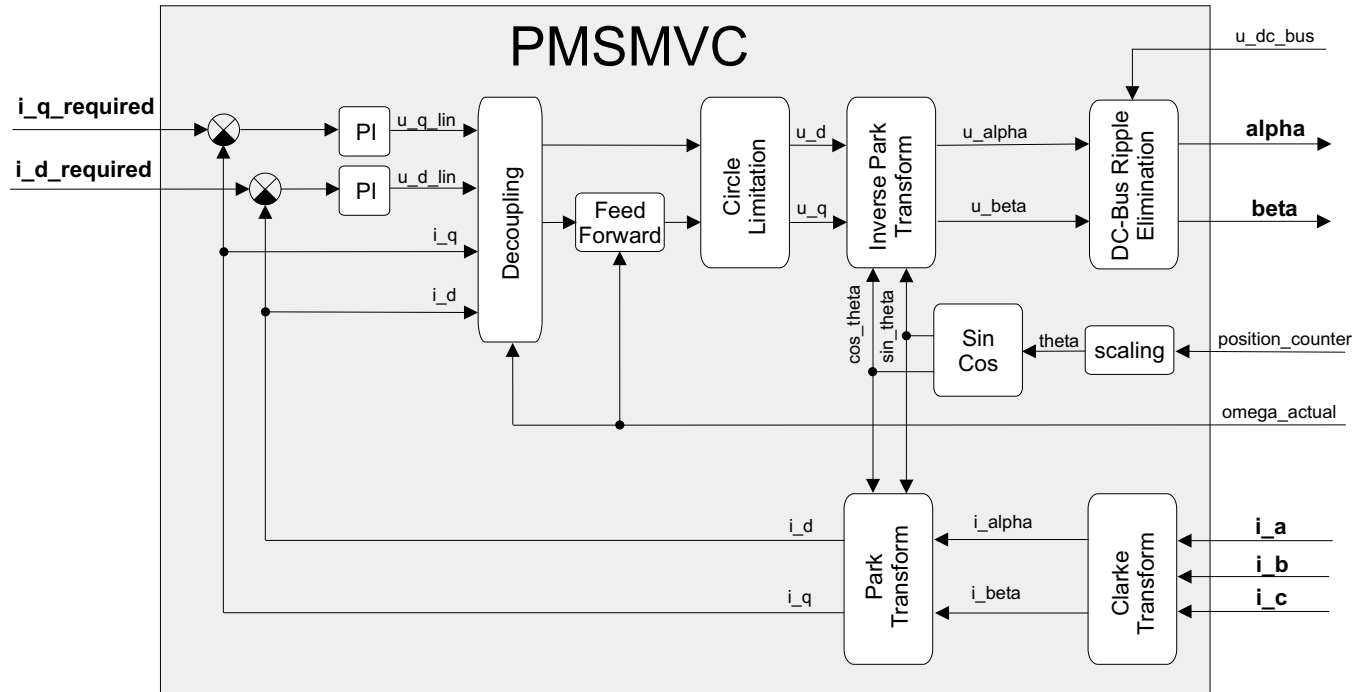 PMSMVC
u_dc_bus
i_q_required
PI
u_q_lin
i_d_required
PI
u_d_lin
i_q
i_d
Decoupling
Feed
Forward
Circle
Limitation
u_d
u_q
Inverse Park
Transform
u_alpha
u_beta
DC-Bus Ripple
Elimination
alpha
beta
cos_theta
sin_theta
Sin
Cos
theta
scaling
position_counter
omega_actual
i_d
i_q
Park
Transform
i_alpha
i_beta
Clarke
Transform
i_a
i_b
i_c